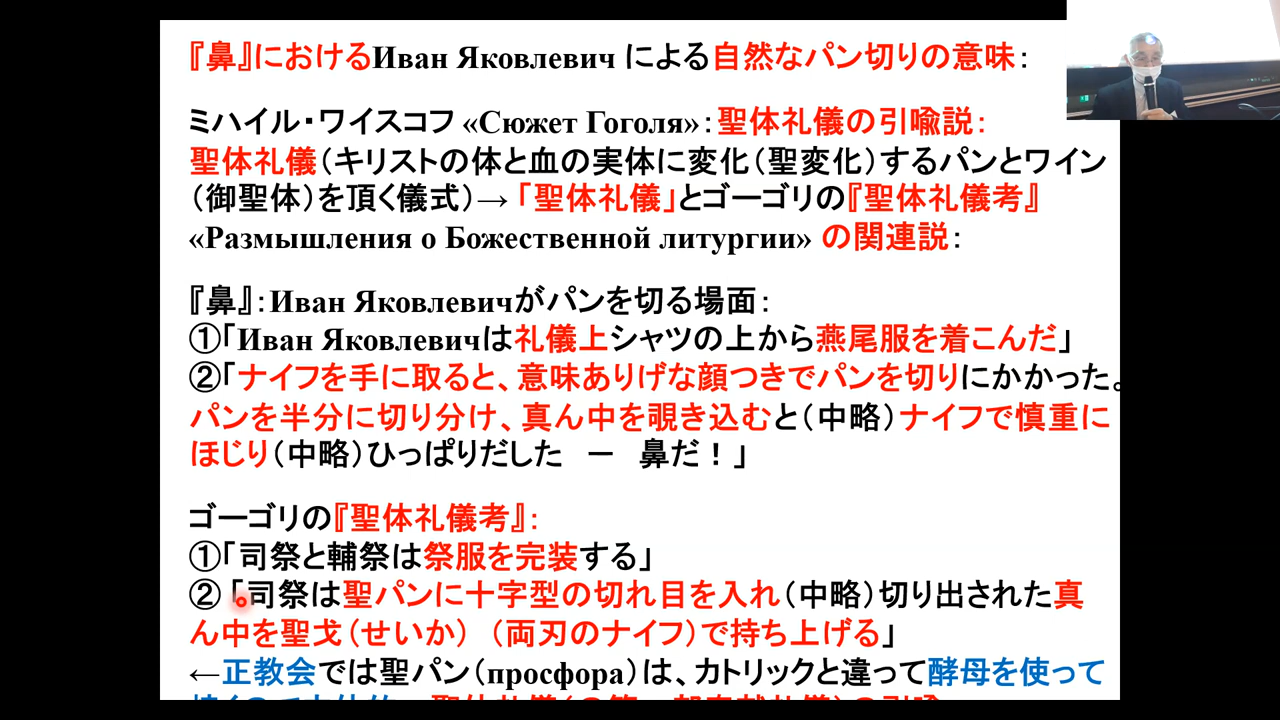 『鼻』におけるИван Яковлевич による自然なパン切りの意味：
ミハイル・ワイスコフ «Сюжет Гоголя»：聖体礼儀の引喩説：
聖体礼儀（キリストの体と血の実体に変化（聖変化）するパンとワイン
（御聖体）を頂く儀式）→ 「聖体礼儀」とゴーゴリの『聖体礼儀考』
«Размышления о Божественной литургии» の関連説：
『鼻』：Иван Яковлевичがパンを切る場面：
①「Иван Яковлевичは礼儀上シャツの上から燕尾服を着こんだ」
②「ナイフを手に取ると、意味ありげな顔つきでパンを切りにかかった。
パンを半分に切り分け、真ん中を覗き込むと（中略）ナイフで慎重に
ほじり（中略）ひっぱりだした　－　鼻だ！」
ゴーゴリの『聖体礼儀考』：
①「司祭と輔祭は祭服を完装する」
②「司祭は聖パンに十字型の切れ目を入れ（中略）切り出された真
ん中を聖戈（せいか）（両刃のナイフ）で持ち上げる」
←正教会では聖パン（просфора）は、カトリックと違って酵母を使って